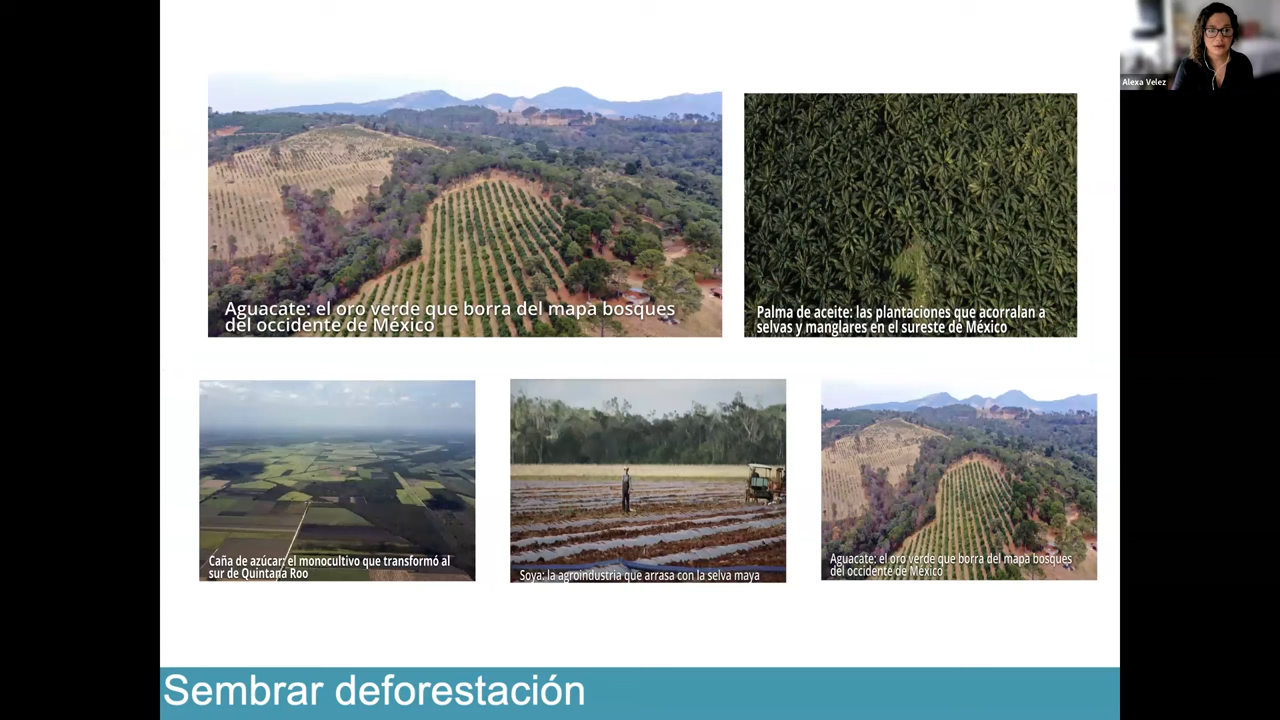 Alexa Velez
Aguacate: el oro verde que borra del mapa bosques
del occidente de México
Palma de aceite: las plantaciones que acorralan a
selvas y manglares en el sureste de México
Caña de azúcar: el monocultivo que transformó al
sur de Quintana Roo
Soya: la agroindustria que arrasa con la selva maya
Aguacate: el oro verde que borra del mapa bosques
del occidente de México
Sembrar deforestación